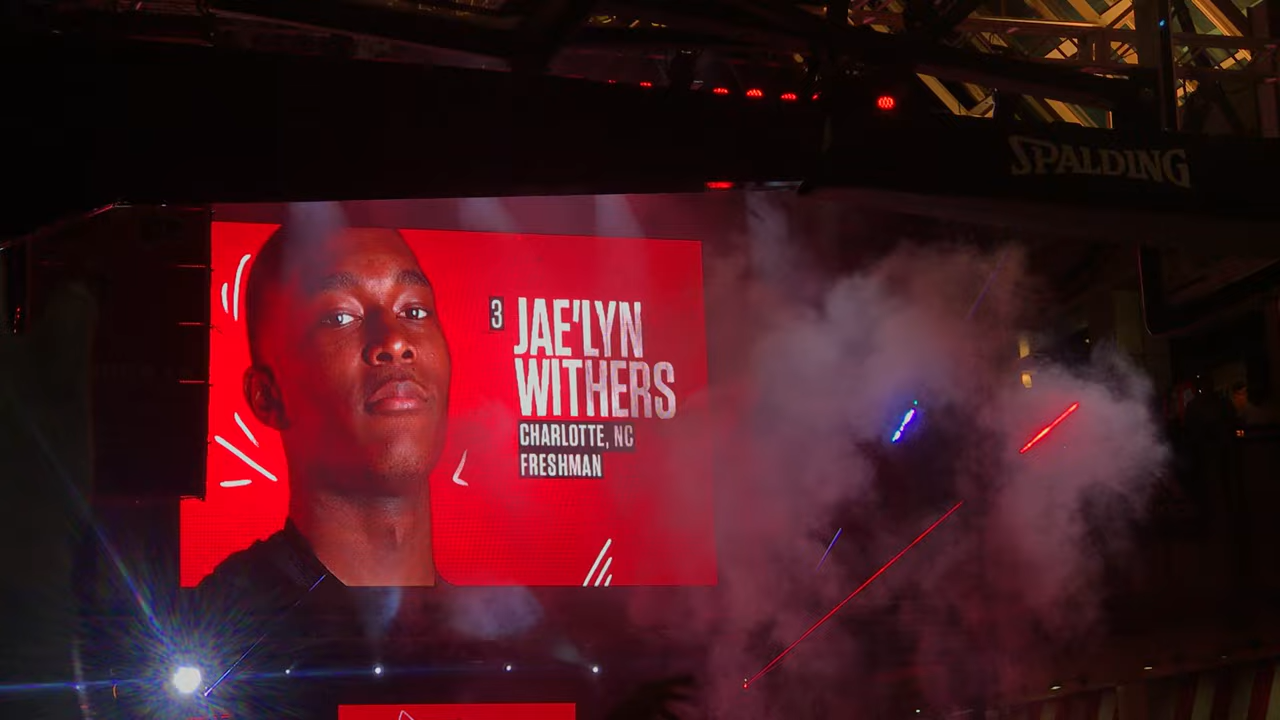 SPALDING
3 JAE'LYN
WITHERS
CHARLOTTE, NC
FRESHMAN